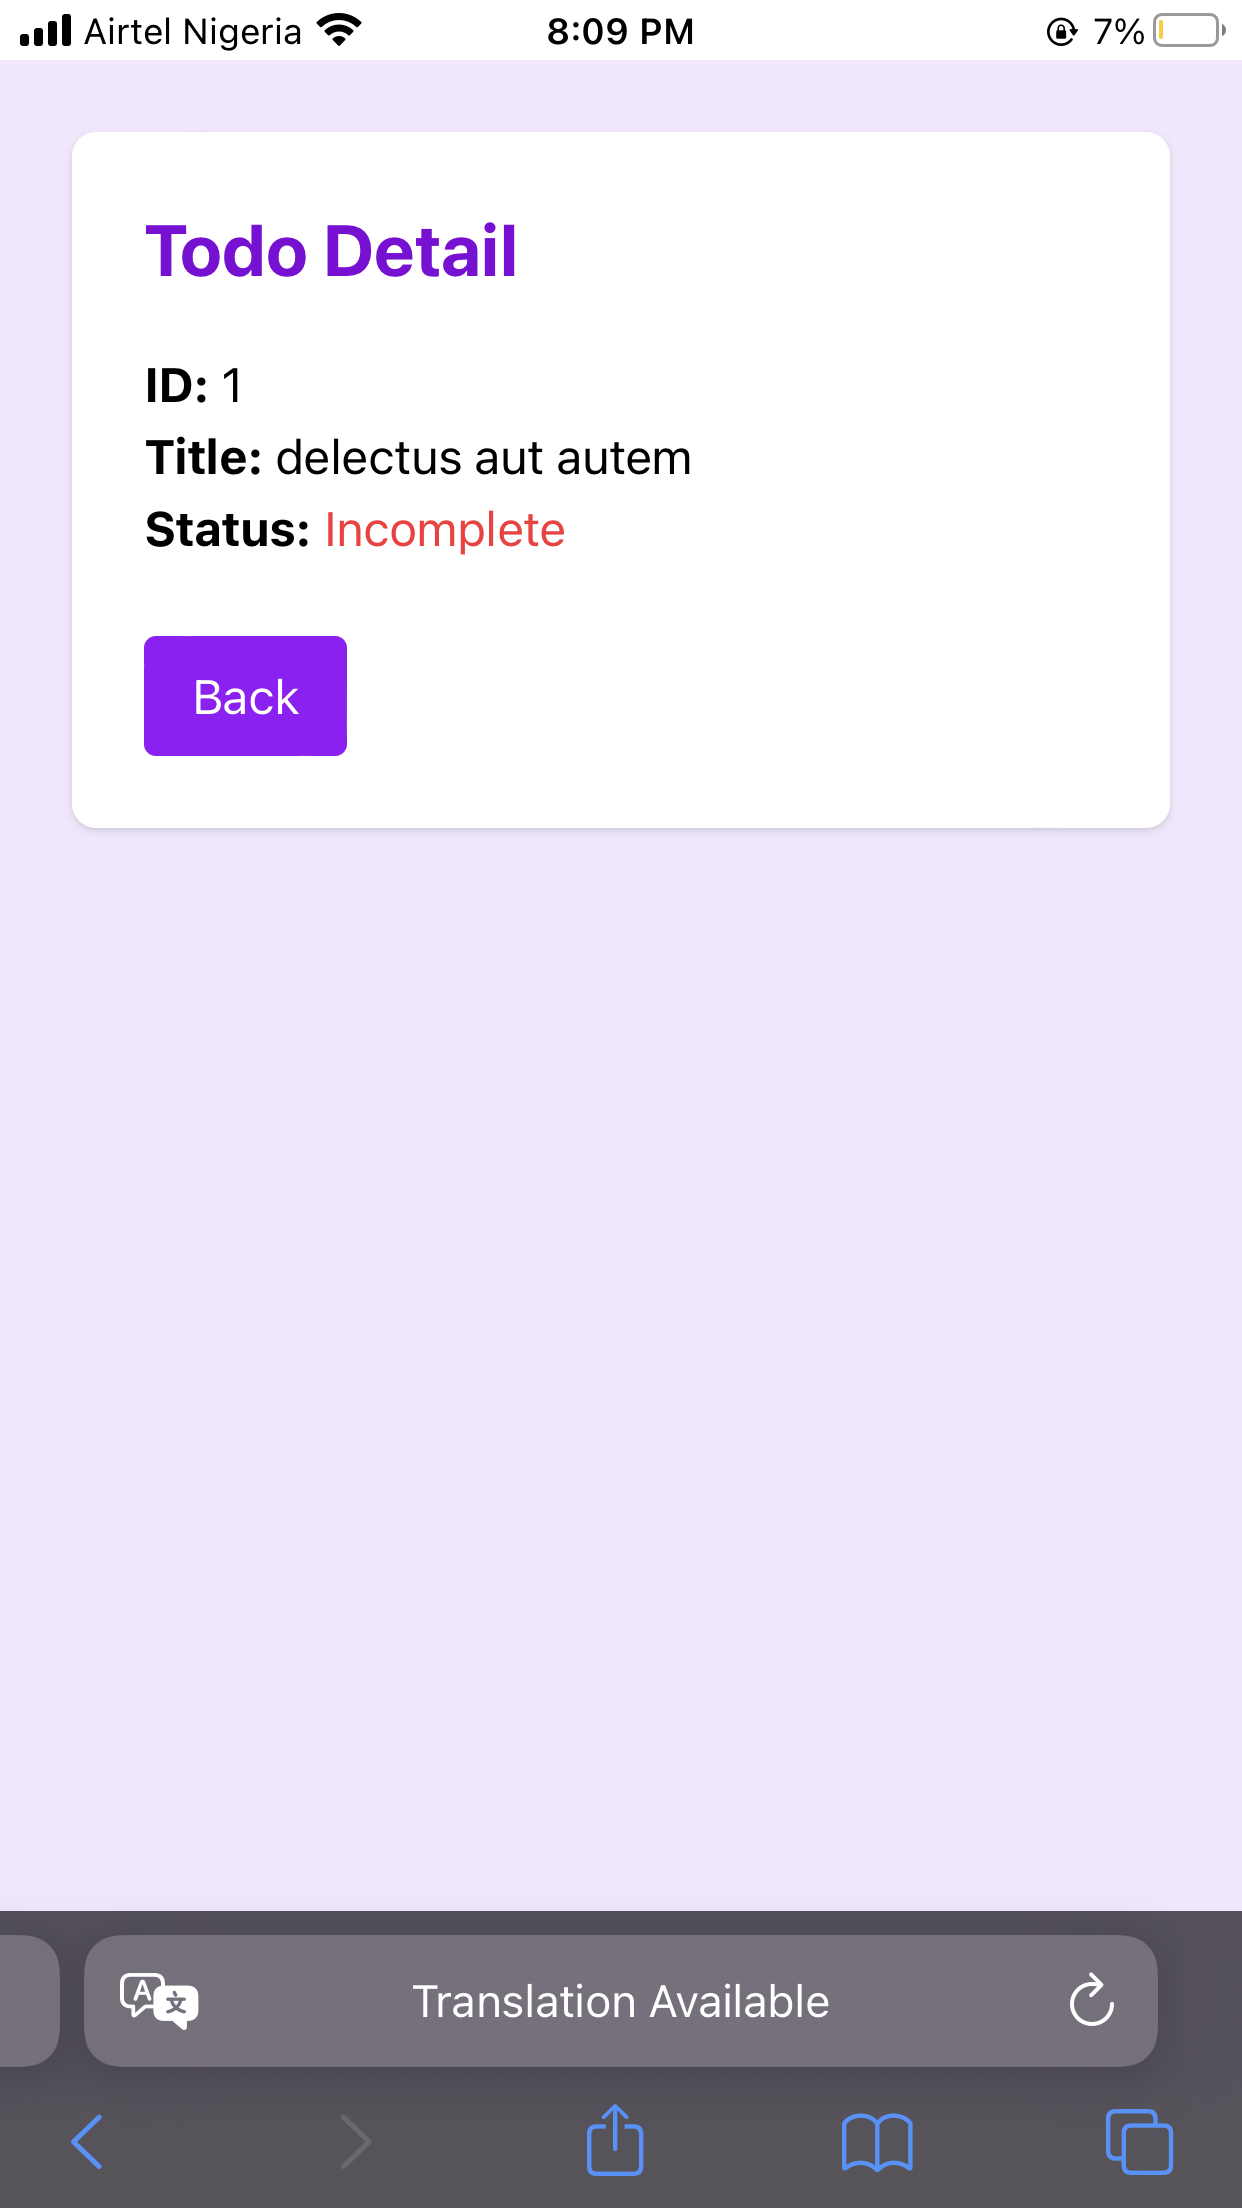 Airtel Nigeria 8:09 PM 7%
Todo Detail
ID: 1
Title: delectus aut autem
Status: Incomplete
Back
A 文 Translation Available